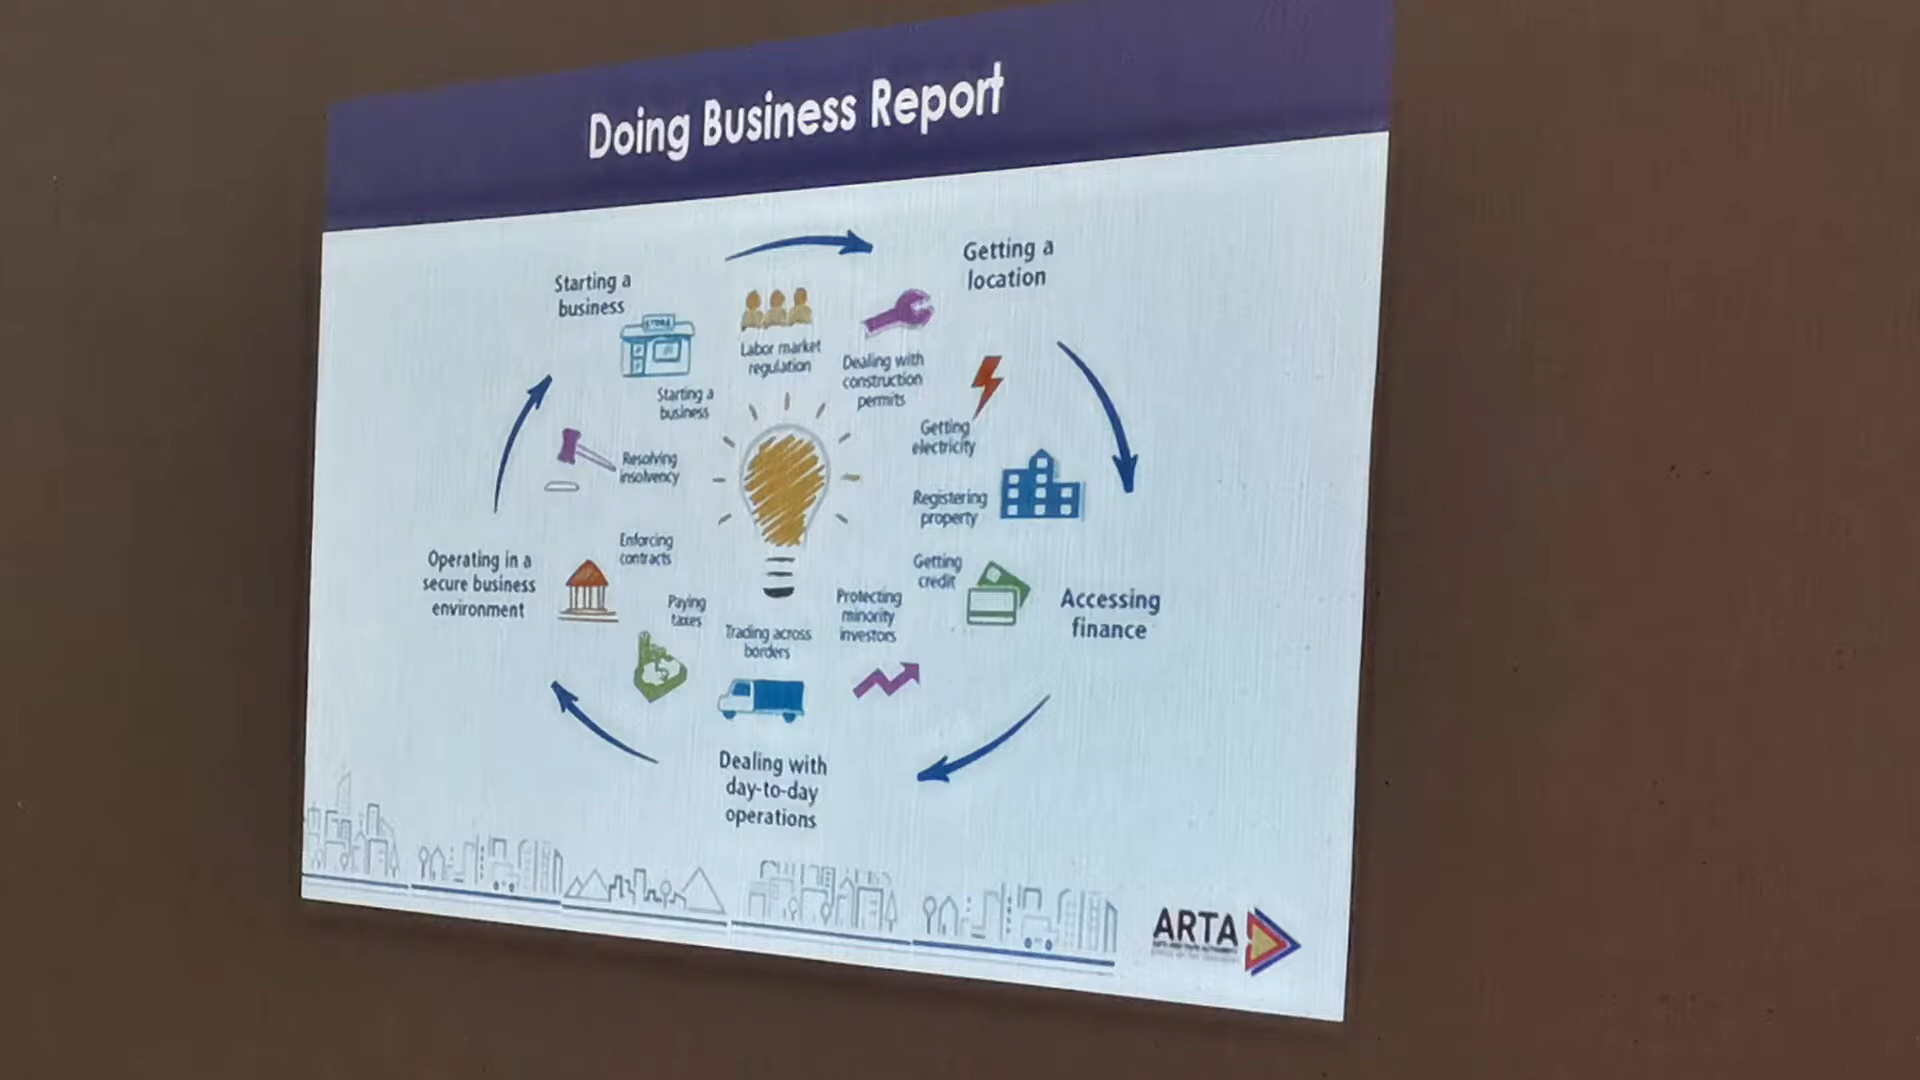 Doing Business Report
Starting a
business
Getting a
location
Labor market
regulation
Dealing with
construction
permits
Starting a
business
Getting
electricity
Resolving
insolvency
Registering
property
Enforcing
contracts
Getting
credit
Operating in a
secure business
environment
Paying
taxes
Protecting
minority
investors
Accessing
finance
Trading across
borders
Dealing with
day-to-day
operations
ARTA